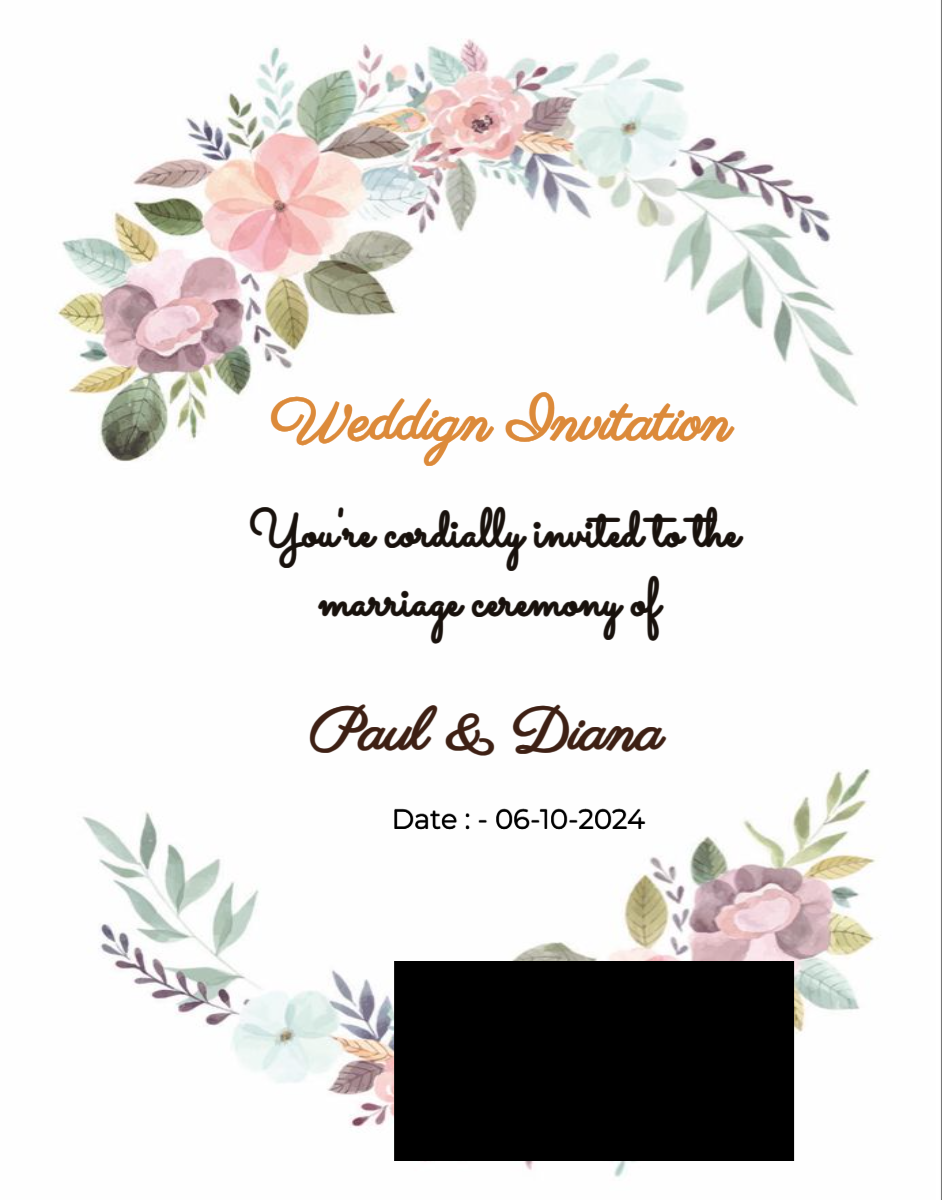 Weddign Invitation
You're cordially invited to the
marriage ceremony of
Paul & Diana
Date : - 06-10-2024